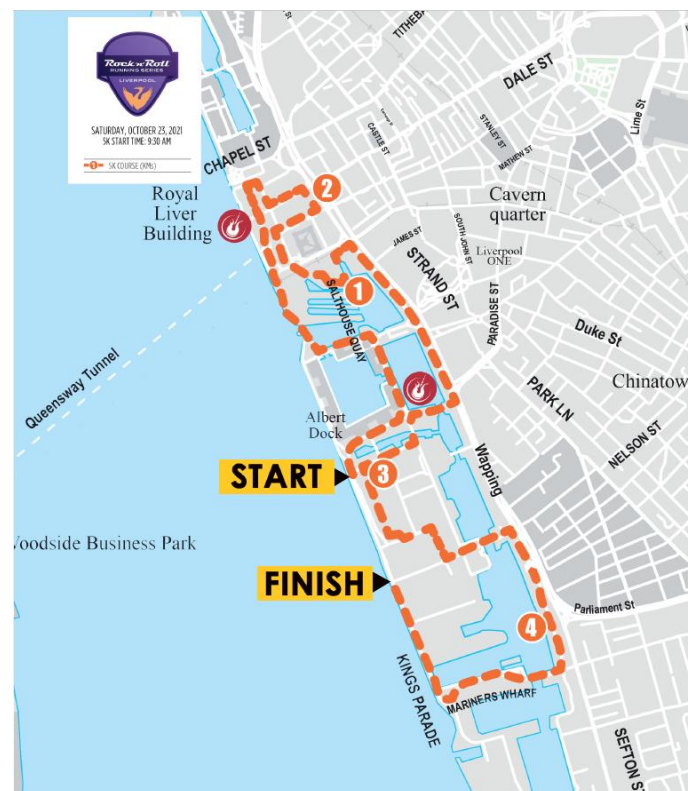 Rock'n'Roll
RUNNING SERIES
LIVERPOOL
SATURDAY, OCTOBER 23, 2021
5K START TIME: 9:30 AM
1 5K COURSE (KMs)
TITHEBA
DALE ST
Lime St
CASTLE ST
STANLEY ST
MATHEW ST
CHAPEL ST
2
Royal
Liver
Building
Cavern
quarter
JAMES ST
SOUTH JOHN ST
Liverpool
ONE
STRAND ST
1
SALTHOUSE QUAY
PARADISE ST
Duke St
Queensway Tunnel
Chinatow
PARK LN
Albert
Dock
NELSON ST
Wapping
START
3
Woodside Business Park
FINISH
Parliament St
4
KINGS PARADE
MARINERS WHARF
SEFTON ST